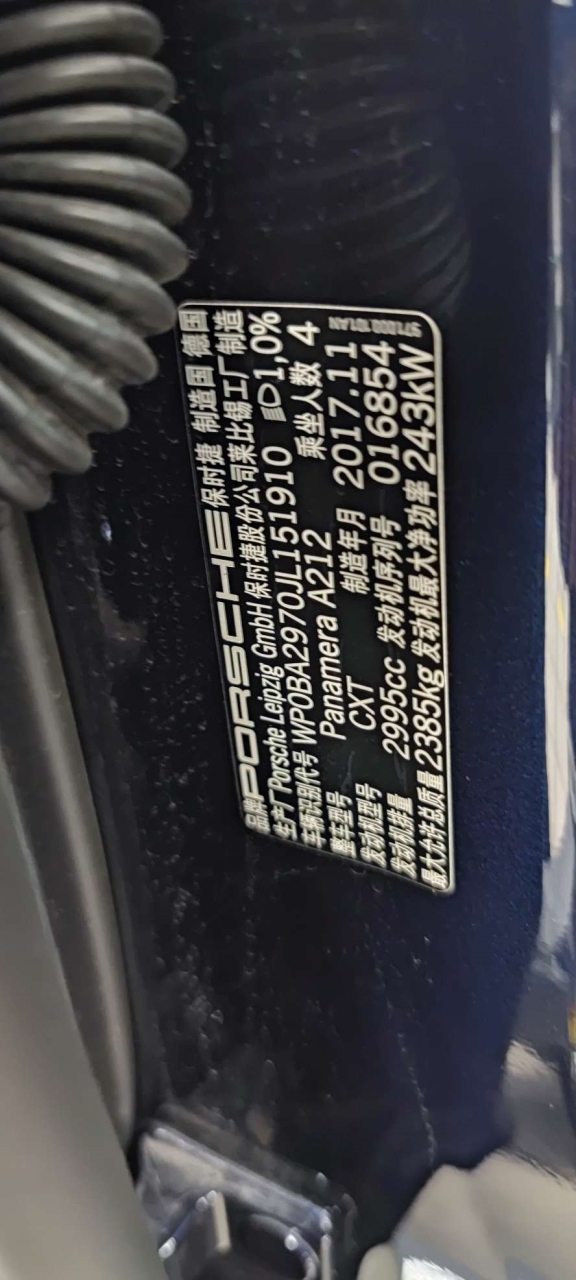 品牌 PORSCHE 保时捷 制造国 德国
生产厂 Porsche Leipzig GmbH 保时捷股份公司莱比锡工厂制造
车辆识别代号 WP0BA2970JL151910 1,0%
整车型号 Panamera A212 乘坐人数 4
发动机型号 CXT 制造年月 2017.11
发动机排量 2995cc 发动机序列号 016854
最大允许总质量 2385kg 发动机最大净功率 243kW